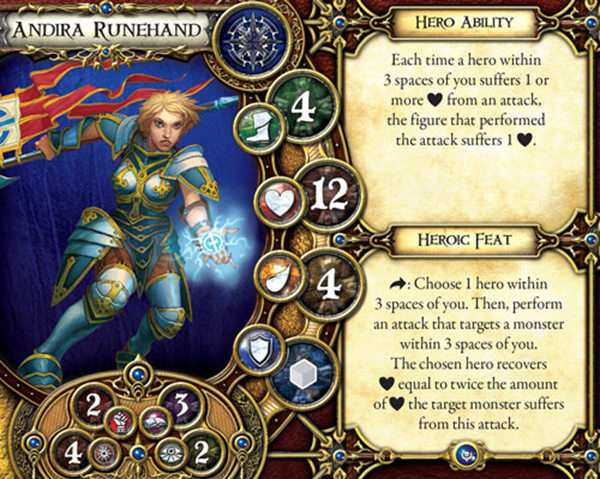 ANDIRA RUNEHAND
4
12
4
2
3
4
2
HERO ABILITY
Each time a hero within
3 spaces of you suffers 1 or
more ♥ from an attack,
the figure that performed
the attack suffers 1 ♥.
HEROIC FEAT
: Choose 1 hero within
3 spaces of you. Then, perform
an attack that targets a monster
within 3 spaces of you.
The chosen hero recovers
♥ equal to twice the amount
of ♥ the target monster suffers
from this attack.